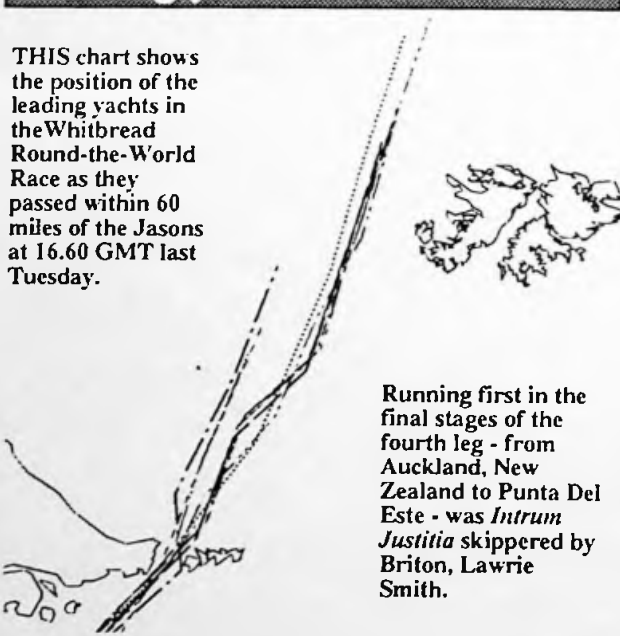 THIS chart shows
the position of the
leading yachts in
theWhitbread
Round-the-World
Race as they
passed within 60
miles of the Jasons
at 16.60 GMT last
Tuesday.
Running first in the
final stages of the
fourth leg - from
Auckland, New
Zealand to Punta Del
Este - was Intrum
Justitia skippered by
Briton, Lawrie
Smith.